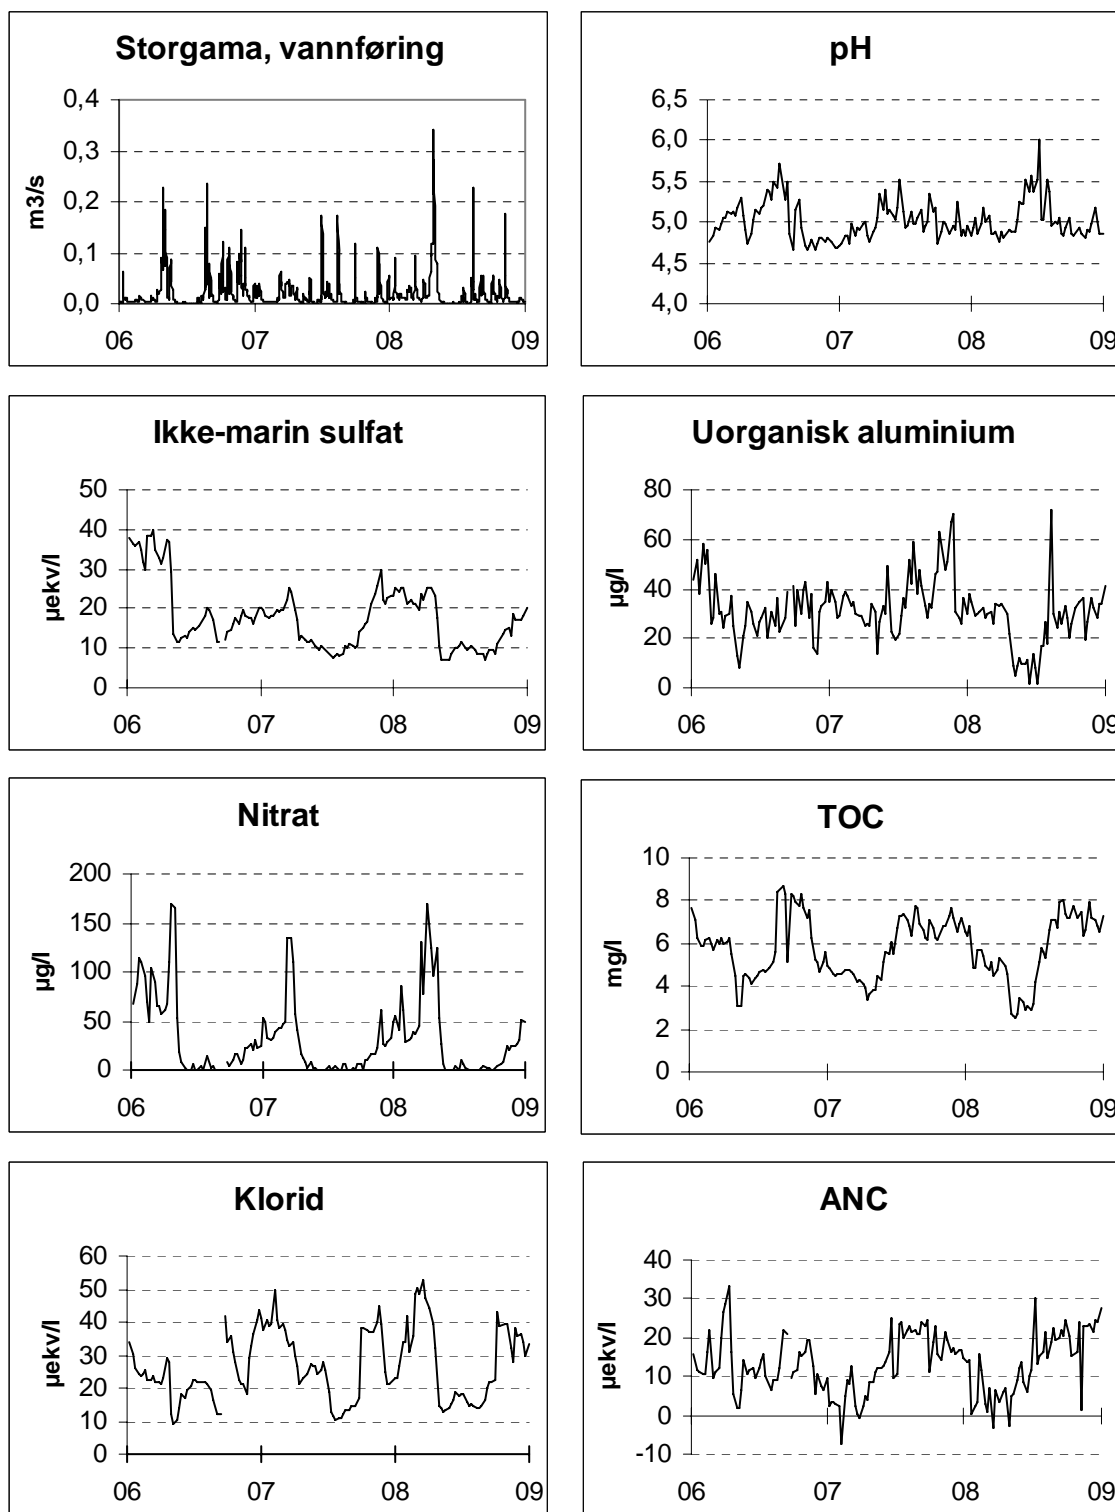 Storgama, vannføring
0,4
0,3
0,2
0,1
0,0
m3/s
06 07 08 09
pH
6,5
6,0
5,5
5,0
4,5
4,0
06 07 08 09
Ikke-marin sulfat
50
40
30
20
10
0
µekv/l
06 07 08 09
Uorganisk aluminium
80
60
40
20
0
µg/l
06 07 08 09
Nitrat
200
150
100
50
0
µg/l
06 07 08 09
TOC
10
8
6
4
2
0
mg/l
06 07 08 09
Klorid
60
50
40
30
20
10
0
µekv/l
06 07 08 09
ANC
40
30
20
10
0
-10
µekv/l
06 07 08 09